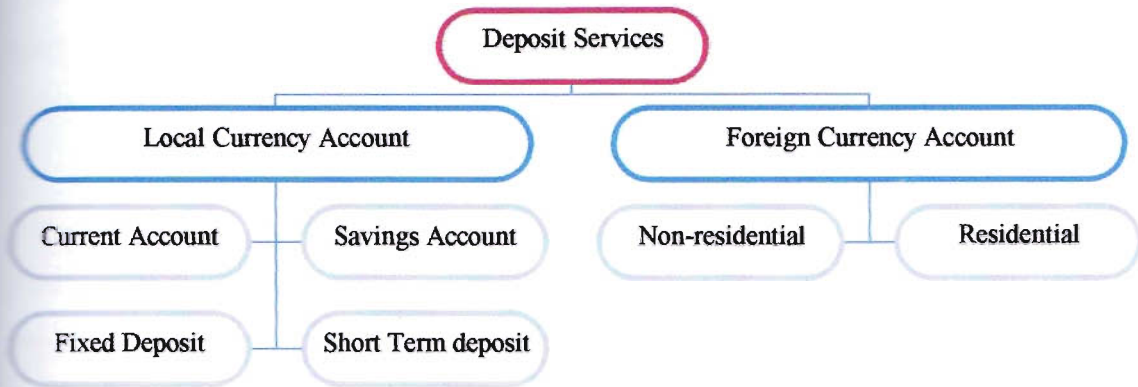 Deposit Services
Local Currency Account
Foreign Currency Account
Current Account
Savings Account
Non-residential
Residential
Fixed Deposit
Short Term deposit